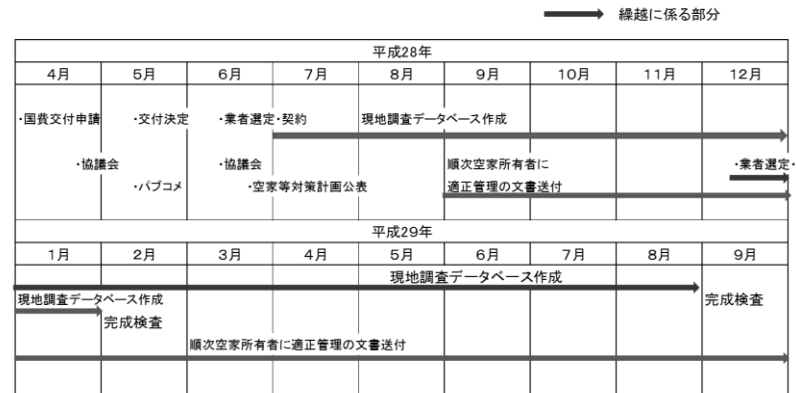 繰越に係る部分
平成28年
4月 5月 6月 7月 8月 9月 10月 11月 12月
・国費交付申請 ・交付決定 ・業者選定・契約 現地調査データベース作成
・協議会 ・協議会 順次空家所有者に ・業者選定・
・パブコメ ・空家等対策計画公表 適正管理の文書送付
平成29年
1月 2月 3月 4月 5月 6月 7月 8月 9月
現地調査データベース作成
現地調査データベース作成 完成検査
完成検査
順次空家所有者に適正管理の文書送付